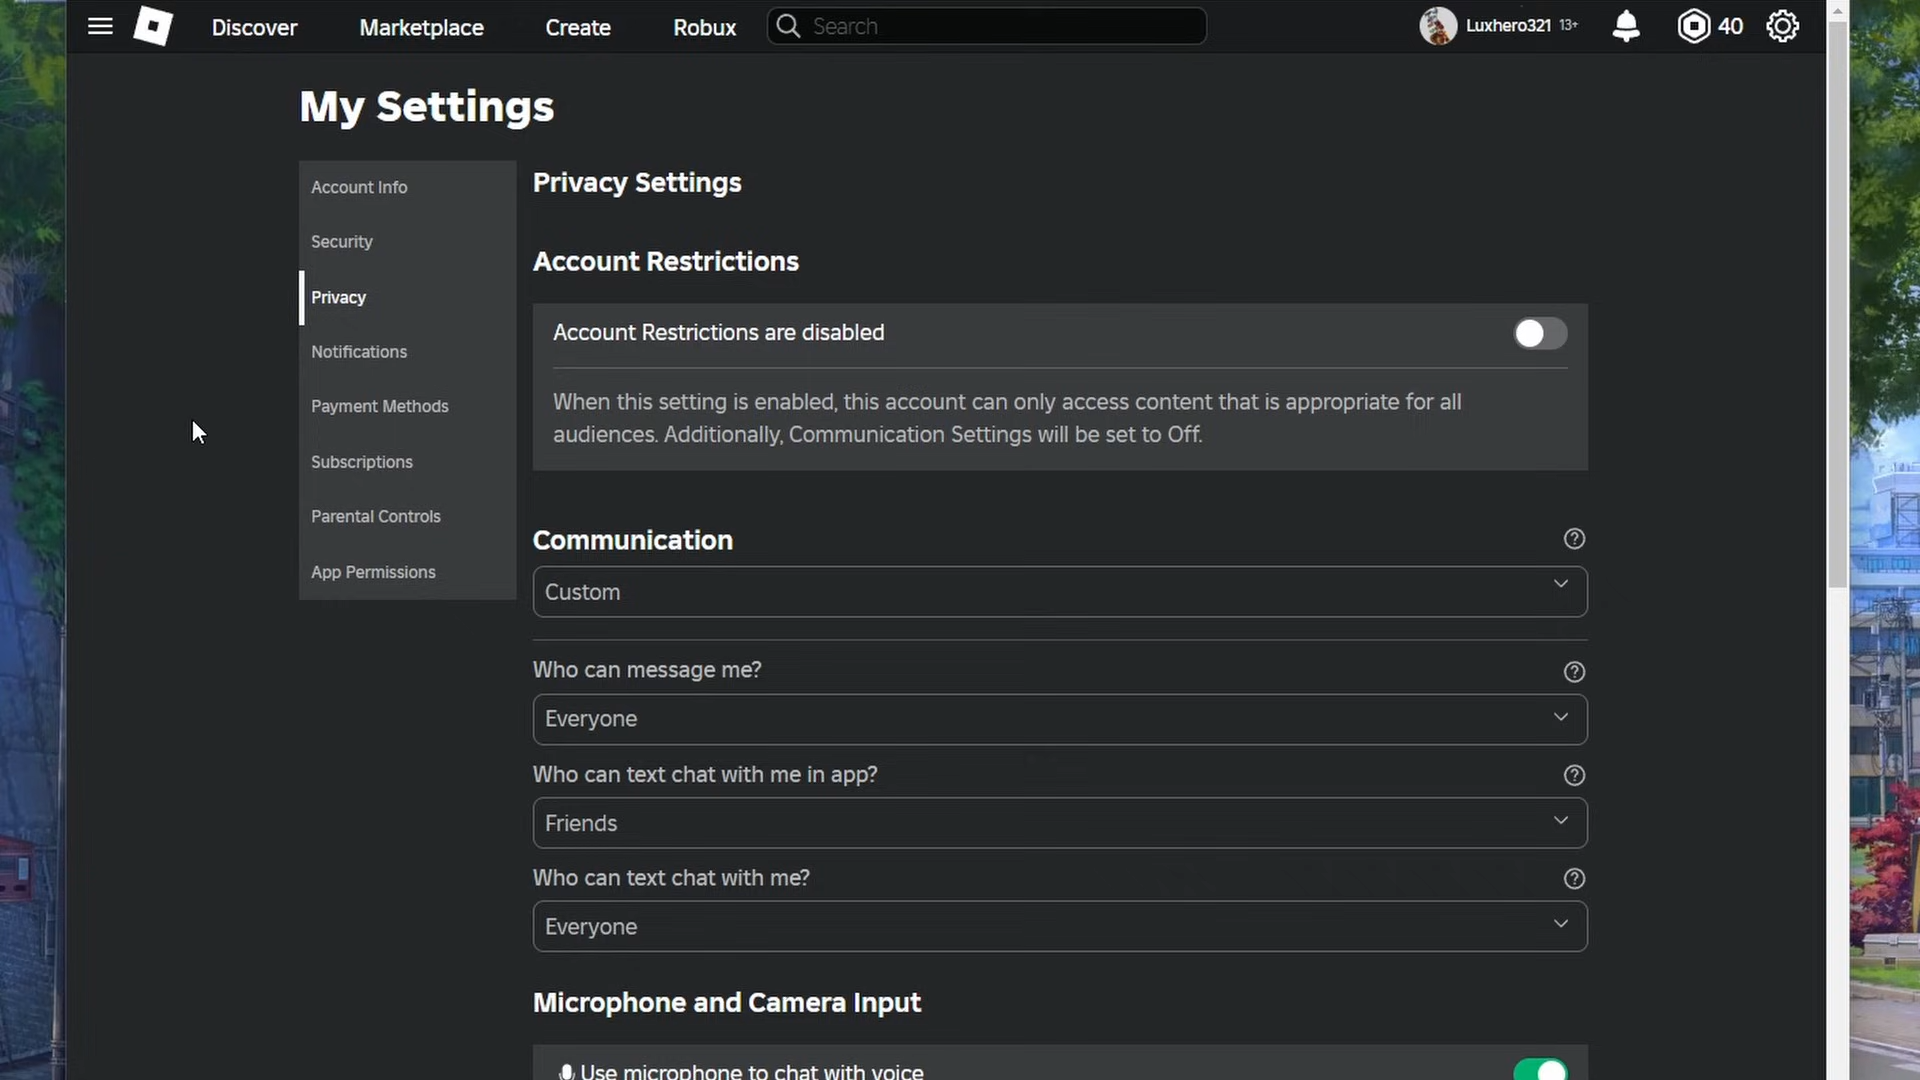 Discover Marketplace Create Robux Search Luxhero321 13+ 40
My Settings
Account Info
Security
Privacy
Notifications
Payment Methods
Subscriptions
Parental Controls
App Permissions
Privacy Settings
Account Restrictions
Account Restrictions are disabled
When this setting is enabled, this account can only access content that is appropriate for all
audiences. Additionally, Communication Settings will be set to Off.
Communication
Custom
Who can message me?
Everyone
Who can text chat with me in app?
Friends
Who can text chat with me?
Everyone
Microphone and Camera Input
Use microphone to chat with voice